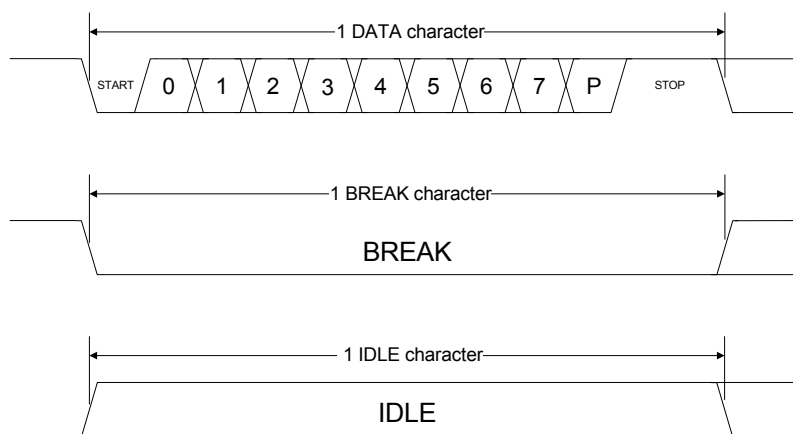 1 DATA character
START 0 1 2 3 4 5 6 7 P STOP
1 BREAK character
BREAK
1 IDLE character
IDLE